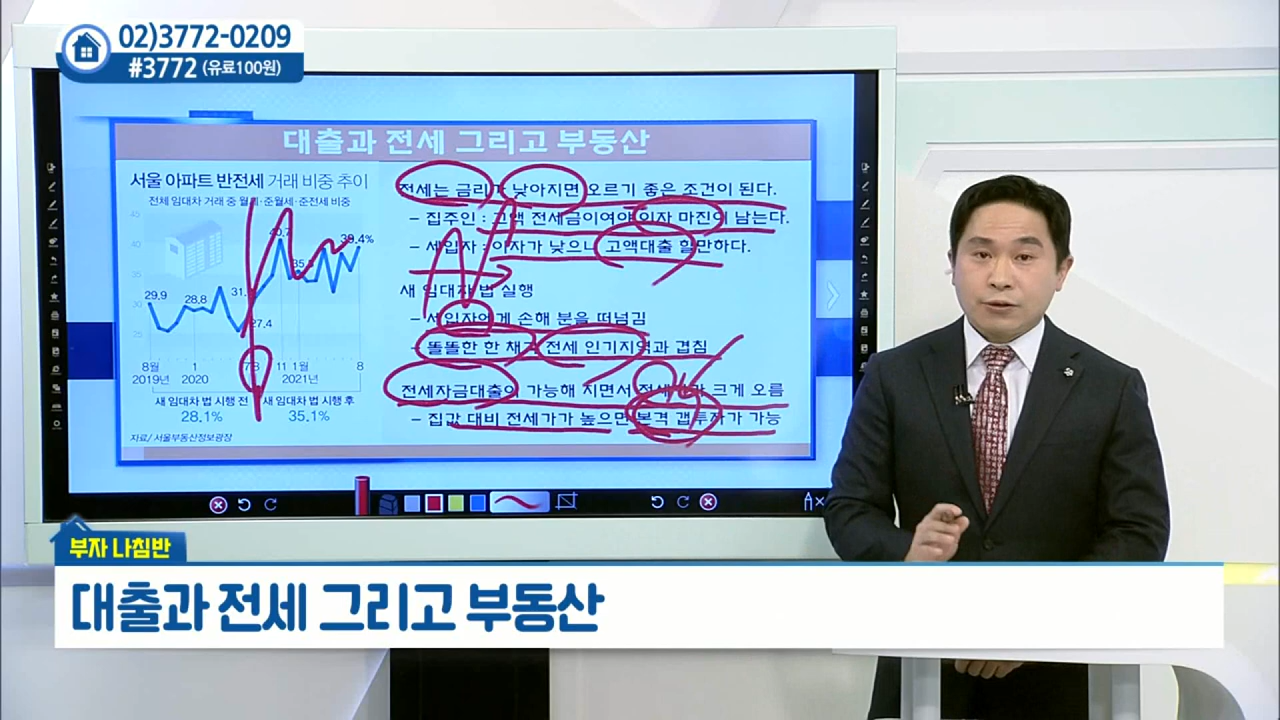 02)3772-0209
#3772 (유료100원)
대출과 전세 그리고 부동산
서울 아파트 반전세 거래 비중 추이
전체 임대차 거래 중 월세·준월세·준전세 비중
45
40
35
30
25
29.9
28.8
31.
27.4
40.7
35.
39.4%
8월
1
7 8
11 1월
8
2019년
2020
2021년
새 임대차 법 시행 전
28.1%
새 임대차 법 시행 후
35.1%
자료/ 서울부동산정보광장
전세는 금리가 낮아지면 오르기 좋은 조건이 된다.
– 집주인 : 고액 전세금이여야 이자 마진이 남는다.
– 세입자 : 이자가 낮으니 고액대출 할만하다.
새 임대차 법 실행
– 세입자에게 손해 분을 떠넘김
– 똘똘한 한 채가 전세 인기지역과 겹침
전세자금대출이 가능해 지면서 전세가만 크게 오름
– 집값 대비 전세가가 높으면 본격 갭투자가 가능
부자 나침반
대출과 전세 그리고 부동산